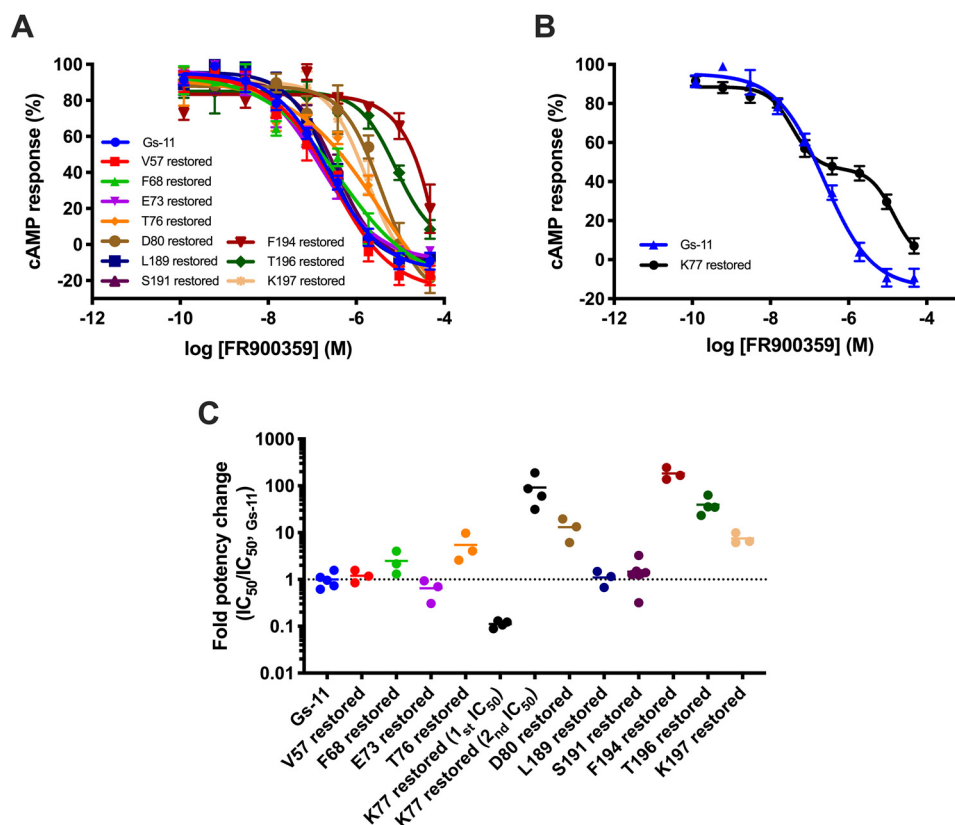 A
cAMP response (%)
100
80
60
40
20
0
-20
-12
-10
-8
-6
-4
log [FR900359] (M)
Gs-11
V57 restored
F68 restored
E73 restored
T76 restored
D80 restored
L189 restored
S191 restored
F194 restored
T196 restored
K197 restored
B
cAMP response (%)
100
80
60
40
20
0
-20
-12
-10
-8
-6
-4
log [FR900359] (M)
Gs-11
K77 restored
C
Fold potency change
(IC50/IC50, Gs-11)
1000
100
10
1
0.1
0.01
Gs-11
V57 restored
F68 restored
E73 restored
T76 restored
K77 restored (1st IC50)
K77 restored (2nd IC50)
D80 restored
L189 restored
S191 restored
F194 restored
T196 restored
K197 restored